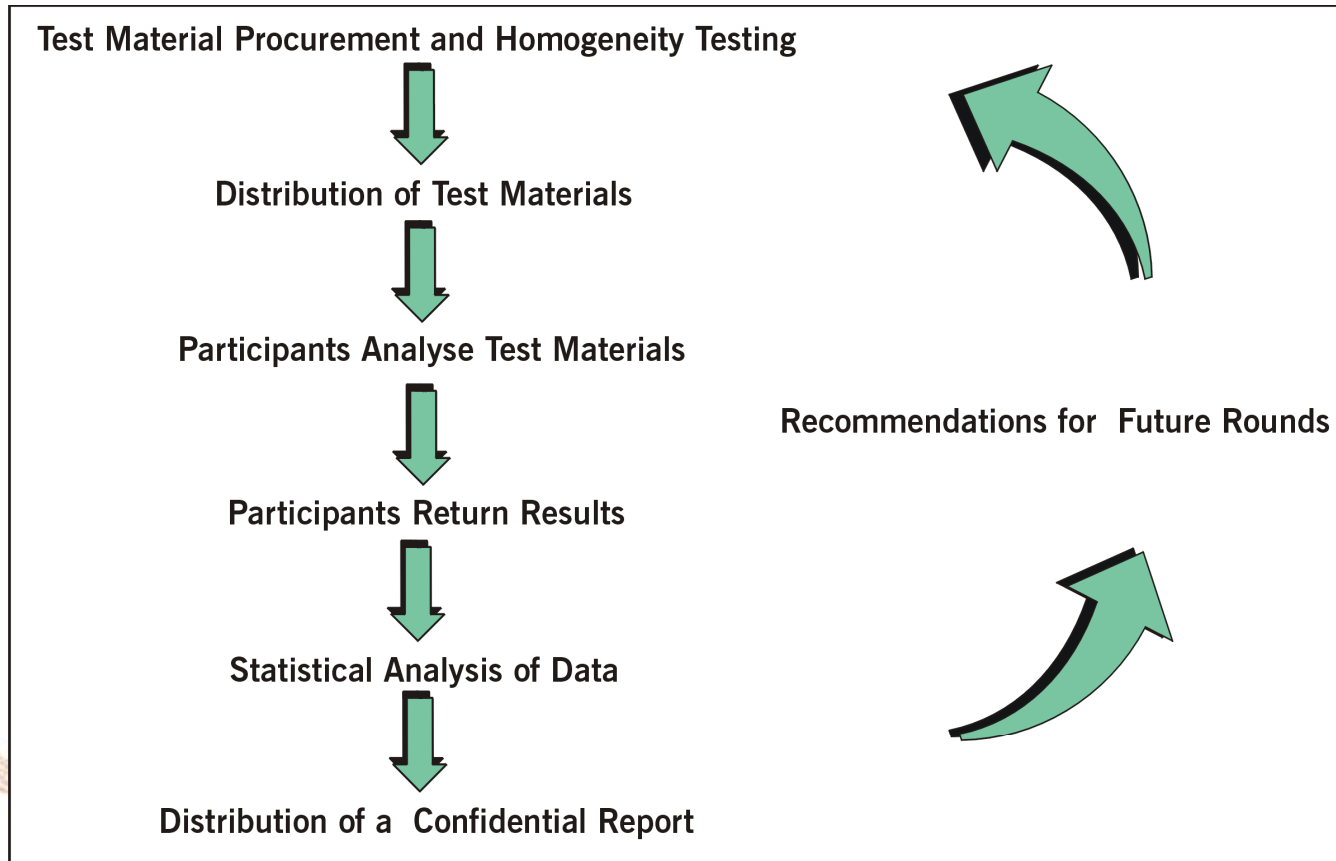 Test Material Procurement and Homogeneity Testing
Distribution of Test Materials
Participants Analyse Test Materials
Recommendations for Future Rounds
Participants Return Results
Statistical Analysis of Data
Distribution of a Confidential Report